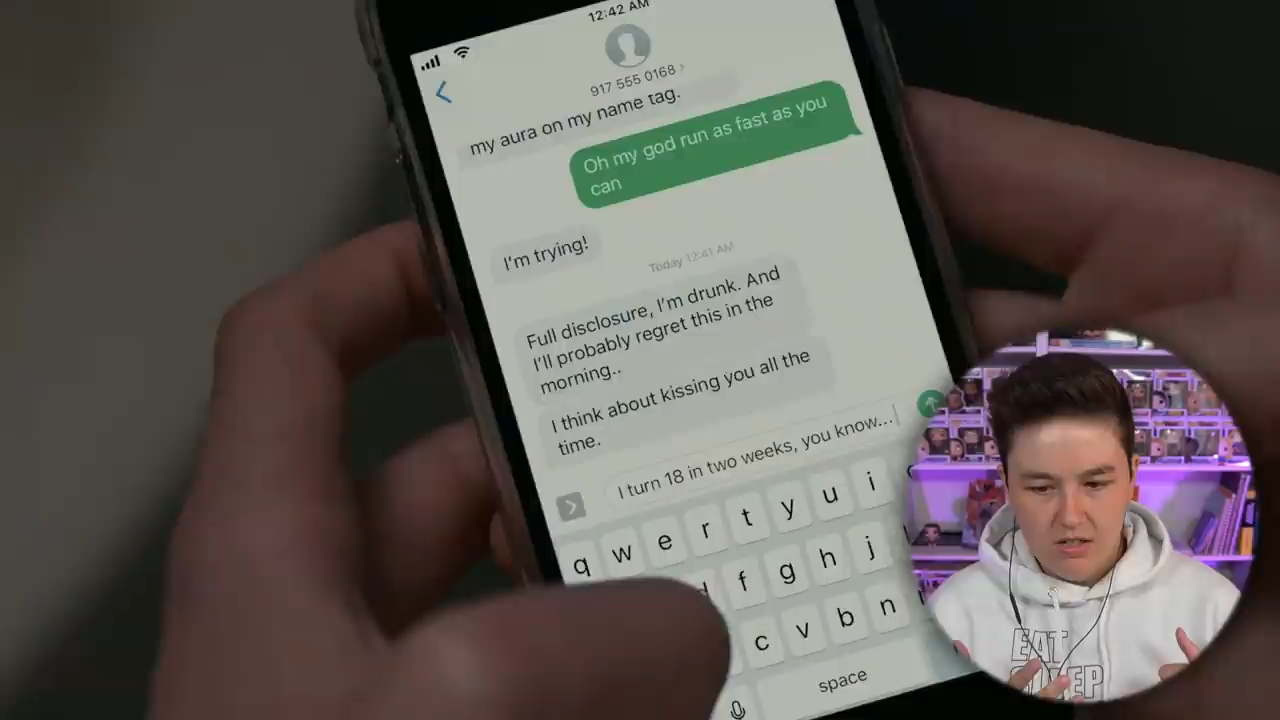 12:42 AM
917 555 0168
my aura on my name tag.
Oh my god run as fast as you
can
I'm trying!
Today 12:41 AM
Full disclosure, I'm drunk. And
I'll probably regret this in the
morning..
I think about kissing you all the
time.
I turn 18 in two weeks, you know...
q w e r t y u i
f g h j
c v b n
space
EAT